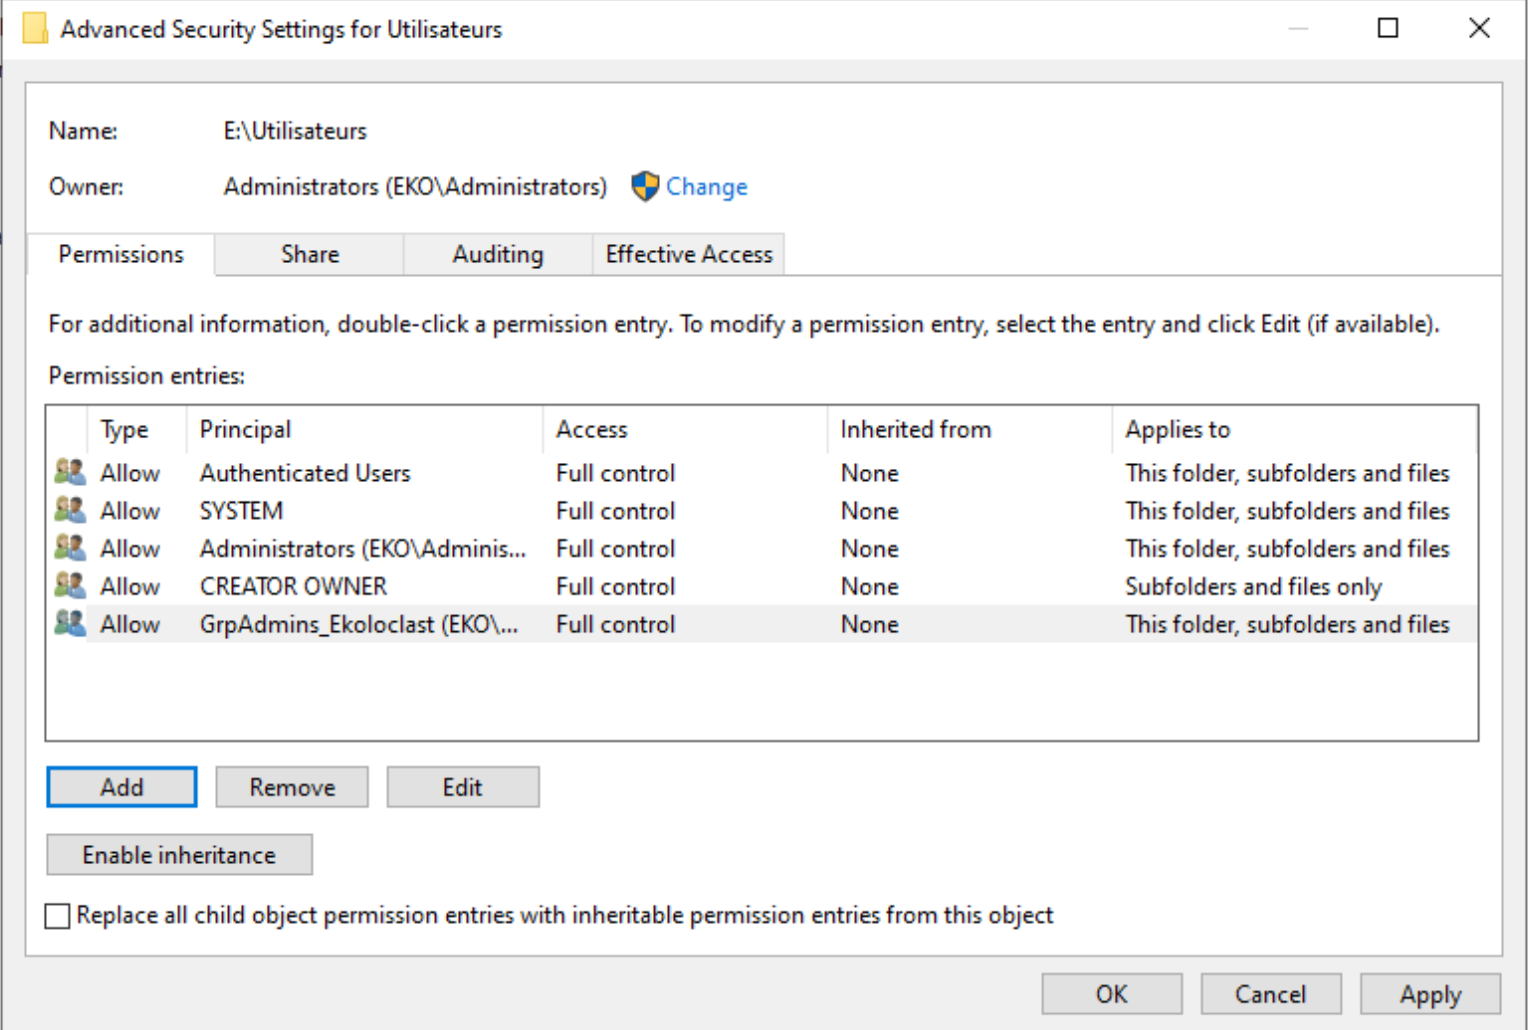 Advanced Security Settings for Utilisateurs
Name: E:\Utilisateurs
Owner: Administrators (EKO\Administrators) Change
Permissions Share Auditing Effective Access
For additional information, double-click a permission entry. To modify a permission entry, select the entry and click Edit (if available).
Permission entries:
Type Principal Access Inherited from Applies to
Allow Authenticated Users Full control None This folder, subfolders and files
Allow SYSTEM Full control None This folder, subfolders and files
Allow Administrators (EKO\Adminis... Full control None This folder, subfolders and files
Allow CREATOR OWNER Full control None Subfolders and files only
Allow GrpAdmins_Ekoloclast (EKO\... Full control None This folder, subfolders and files
Add Remove Edit
Enable inheritance
Replace all child object permission entries with inheritable permission entries from this object
OK Cancel Apply